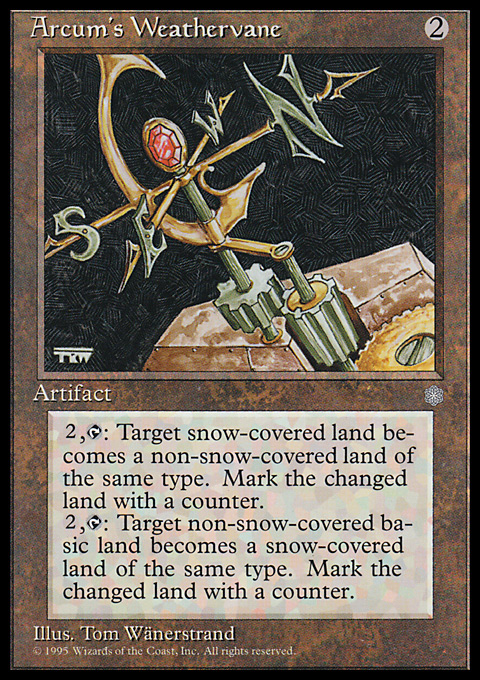 Arcum's Weathervane 2
W N
S E
TKW
Artifact
2,: Target snow-covered land be-
comes a non-snow-covered land of
the same type. Mark the changed
land with a counter.
2,: Target non-snow-covered ba-
sic land becomes a snow-covered
land of the same type. Mark the
changed land with a counter.
Illus. Tom Wänerstrand
© 1995 Wizards of the Coast, Inc. All rights reserved.